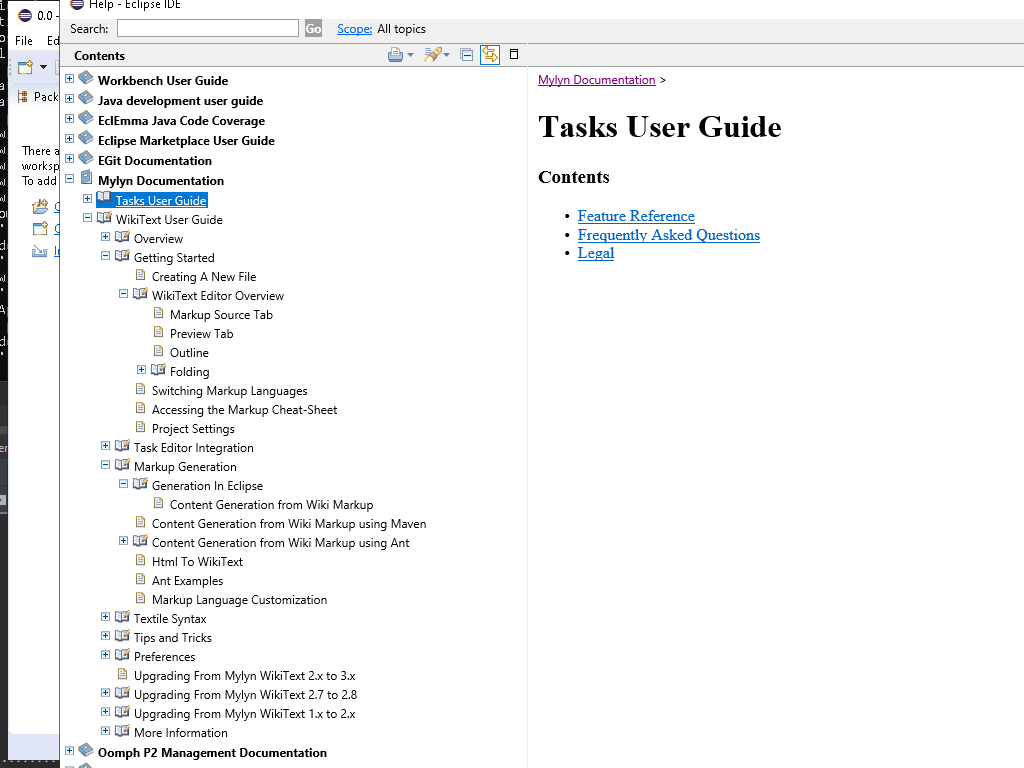 Help - Eclipse IDE
0.0 -
File Ed
Search: Go Scope: All topics
Contents
Pack
There a
worksp
To add
Workbench User Guide
Java development user guide
EclEmma Java Code Coverage
Eclipse Marketplace User Guide
EGit Documentation
Mylyn Documentation
Tasks User Guide
WikiText User Guide
Overview
Getting Started
Creating A New File
WikiText Editor Overview
Markup Source Tab
Preview Tab
Outline
Folding
Switching Markup Languages
Accessing the Markup Cheat-Sheet
Project Settings
Task Editor Integration
Markup Generation
Generation In Eclipse
Content Generation from Wiki Markup
Content Generation from Wiki Markup using Maven
Content Generation from Wiki Markup using Ant
Html To WikiText
Ant Examples
Markup Language Customization
Textile Syntax
Tips and Tricks
Preferences
Upgrading From Mylyn WikiText 2.x to 3.x
Upgrading From Mylyn WikiText 2.7 to 2.8
Upgrading From Mylyn WikiText 1.x to 2.x
More Information
Oomph P2 Management Documentation
Mylyn Documentation >
Tasks User Guide
Contents
• Feature Reference
• Frequently Asked Questions
• Legal